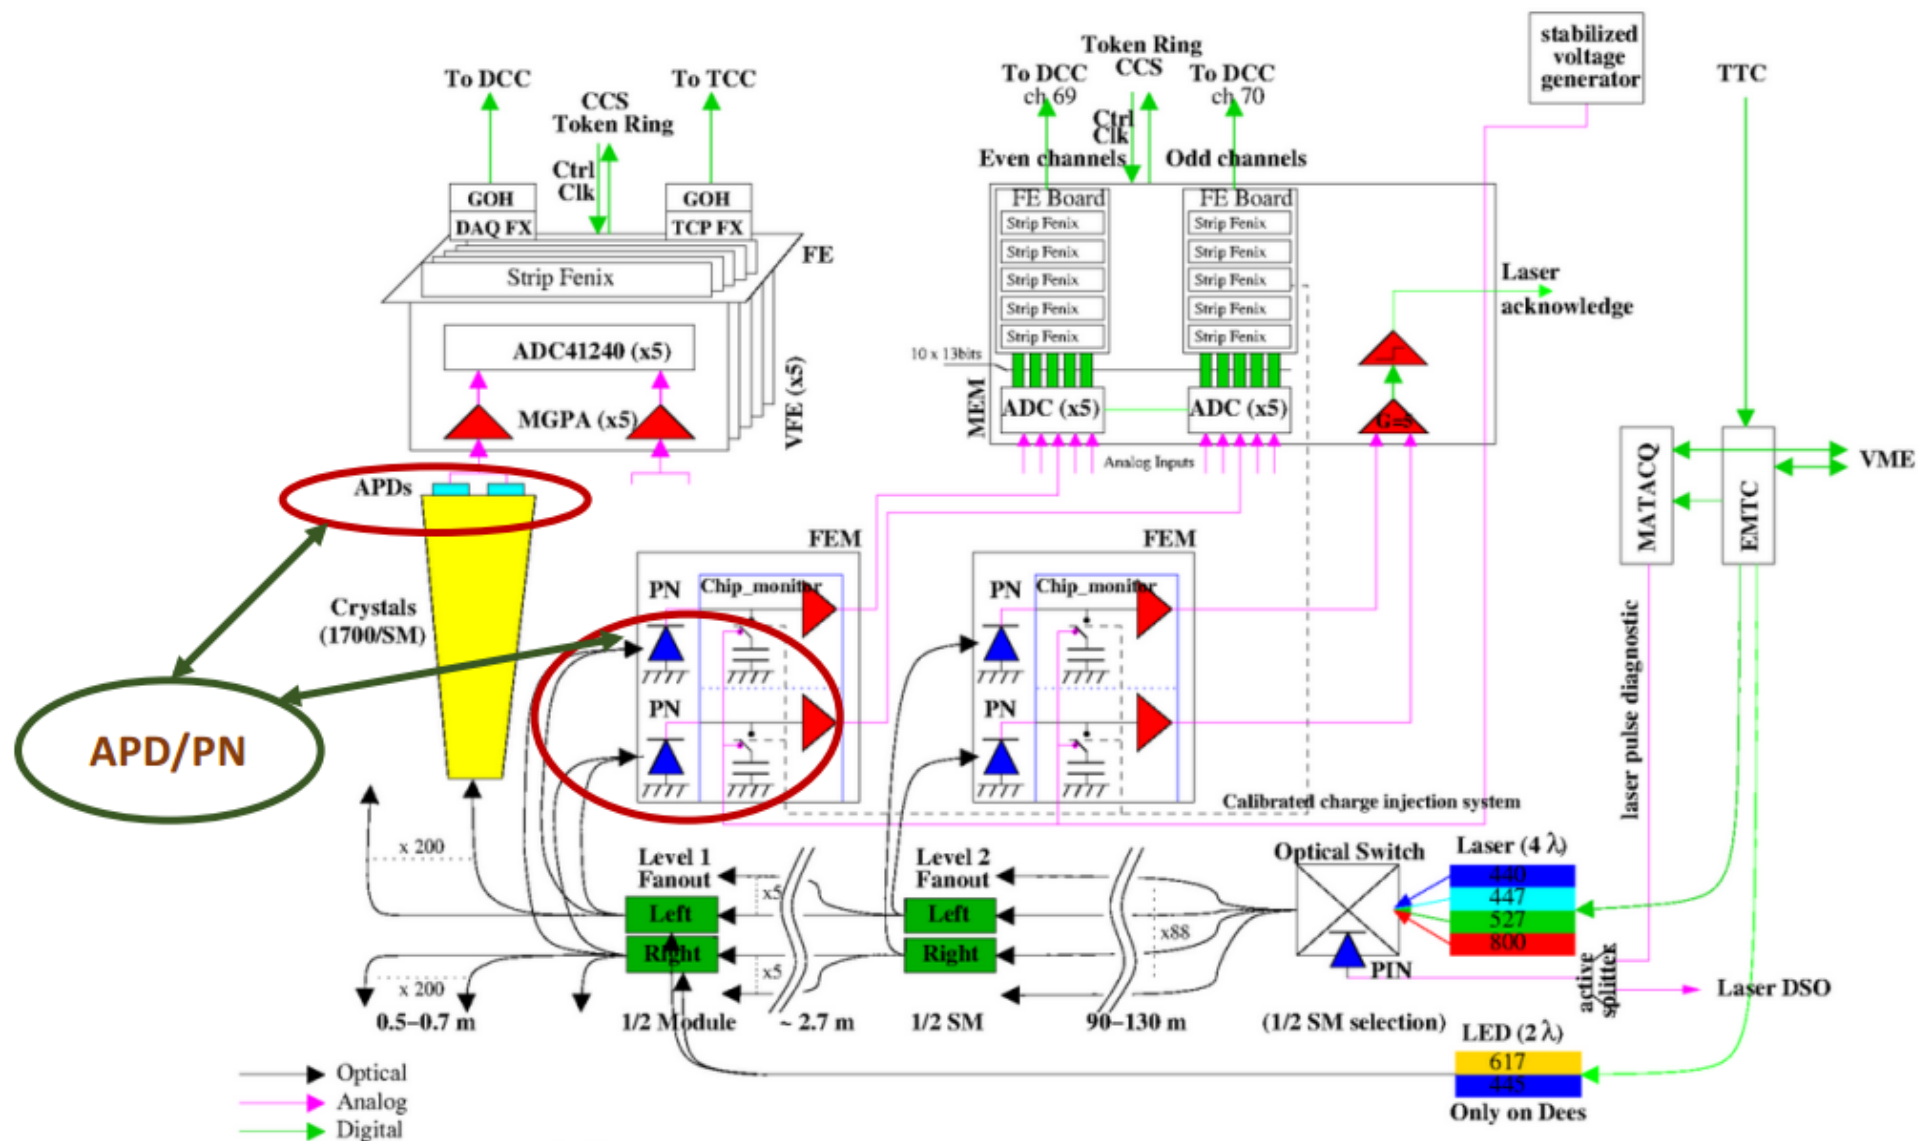 stabilized
voltage
generator
Token Ring
CCS
To DCC
ch 69
To DCC
ch 70
TTC
To DCC
To TCC
CCS
Token Ring
Ctrl
Clk
Ctrl
Clk
Even channels
Odd channels
GOH
DAQ FX
GOH
TCP FX
FE
Strip Fenix
FE Board
Strip Fenix
Strip Fenix
Strip Fenix
Strip Fenix
Strip Fenix
FE Board
Strip Fenix
Strip Fenix
Strip Fenix
Strip Fenix
Strip Fenix
Laser
acknowledge
ADC41240 (x5)
MGPA (x5)
VFE (x5)
10 x 13bits
MEM
ADC (x5)
ADC (x5)
G=5
Analog Inputs
MATACQ
EMTC
VME
APDs
Crystals
(1700/SM)
APD/PN
FEM
PN
Chip_monitor
PN
FEM
PN
Chip_monitor
PN
laser pulse diagnostic
Calibrated charge injection system
x 200
x 200
Level 1
Fanout
Left
Right
x5
x5
Level 2
Fanout
Left
Right
x88
Optical Switch
PIN
Laser (4 λ)
440
447
527
800
active
splitter
Laser DSO
0.5–0.7 m
1/2 Module
~ 2.7 m
1/2 SM
90–130 m
(1/2 SM selection)
LED (2 λ)
617
445
Only on Dees
Optical
Analog
Digital